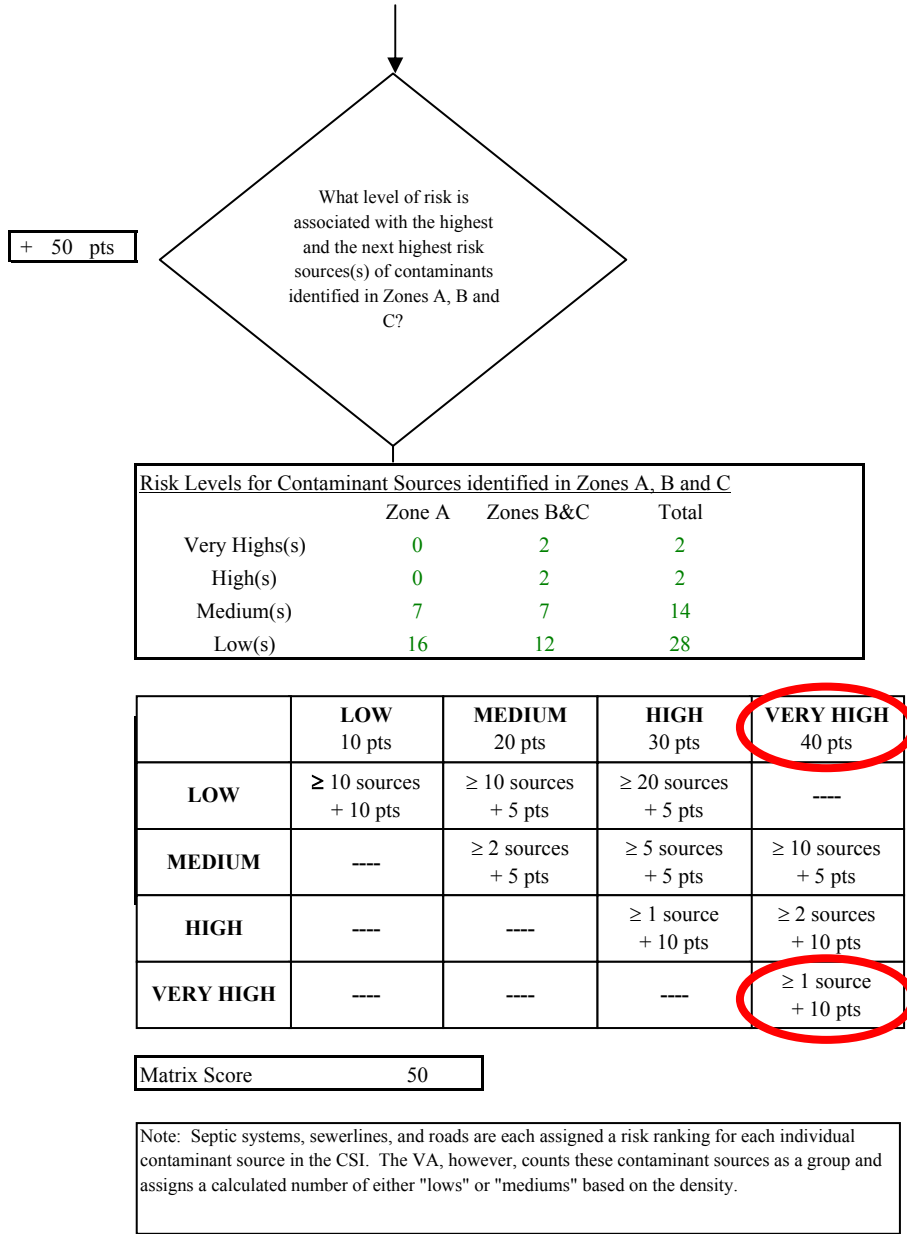 What level of risk is
associated with the highest
and the next highest risk
sources(s) of contaminants
identified in Zones A, B and
C?
+ 50 pts
Risk Levels for Contaminant Sources identified in Zones A, B and C
Zone A Zones B&C Total
Very Highs(s) 0 2 2
High(s) 0 2 2
Medium(s) 7 7 14
Low(s) 16 12 28
LOW MEDIUM HIGH VERY HIGH
10 pts 20 pts 30 pts 40 pts
LOW ≥ 10 sources ≥ 10 sources ≥ 20 sources ----
+ 10 pts + 5 pts + 5 pts
MEDIUM ---- ≥ 2 sources ≥ 5 sources ≥ 10 sources
+ 5 pts + 5 pts + 5 pts
HIGH ---- ---- ≥ 1 source ≥ 2 sources
+ 10 pts + 10 pts
VERY HIGH ---- ---- ---- ≥ 1 source
+ 10 pts
Matrix Score 50
Note: Septic systems, sewerlines, and roads are each assigned a risk ranking for each individual
contaminant source in the CSI. The VA, however, counts these contaminant sources as a group and
assigns a calculated number of either "lows" or "mediums" based on the density.